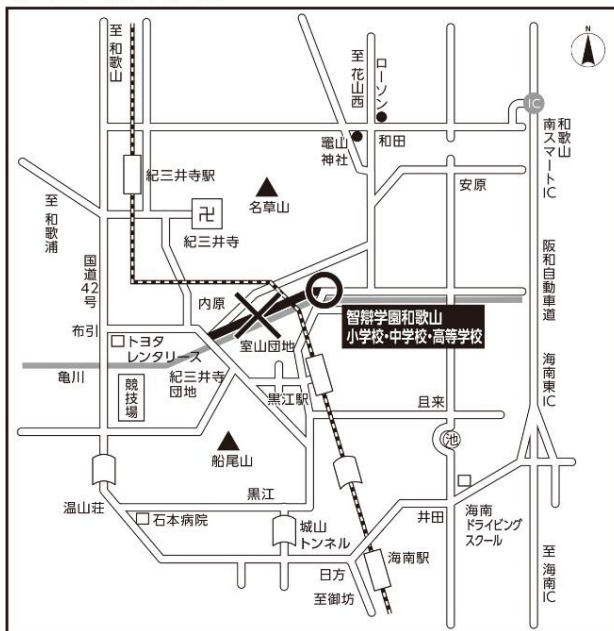 至
和
歌
山
至
花
山
西
ローソン
IC
和歌山
南スマートIC
竈山
神社
和田
紀三井寺駅
名草山
安原
至
和
歌
浦
卍
紀三井寺
国道
42
号
阪和自動車道
内原
智辯学園和歌山
小学校・中学校・高等学校
布引
トヨタ
レンタリース
室山団地
亀川
紀三井寺
団地
競技場
黒江駅
且来
海南東IC
池
船尾山
黒江
温山荘
石本病院
城山
トンネル
井田
海南
ドライビング
スクール
海南駅
日方
至御坊
至
海南IC